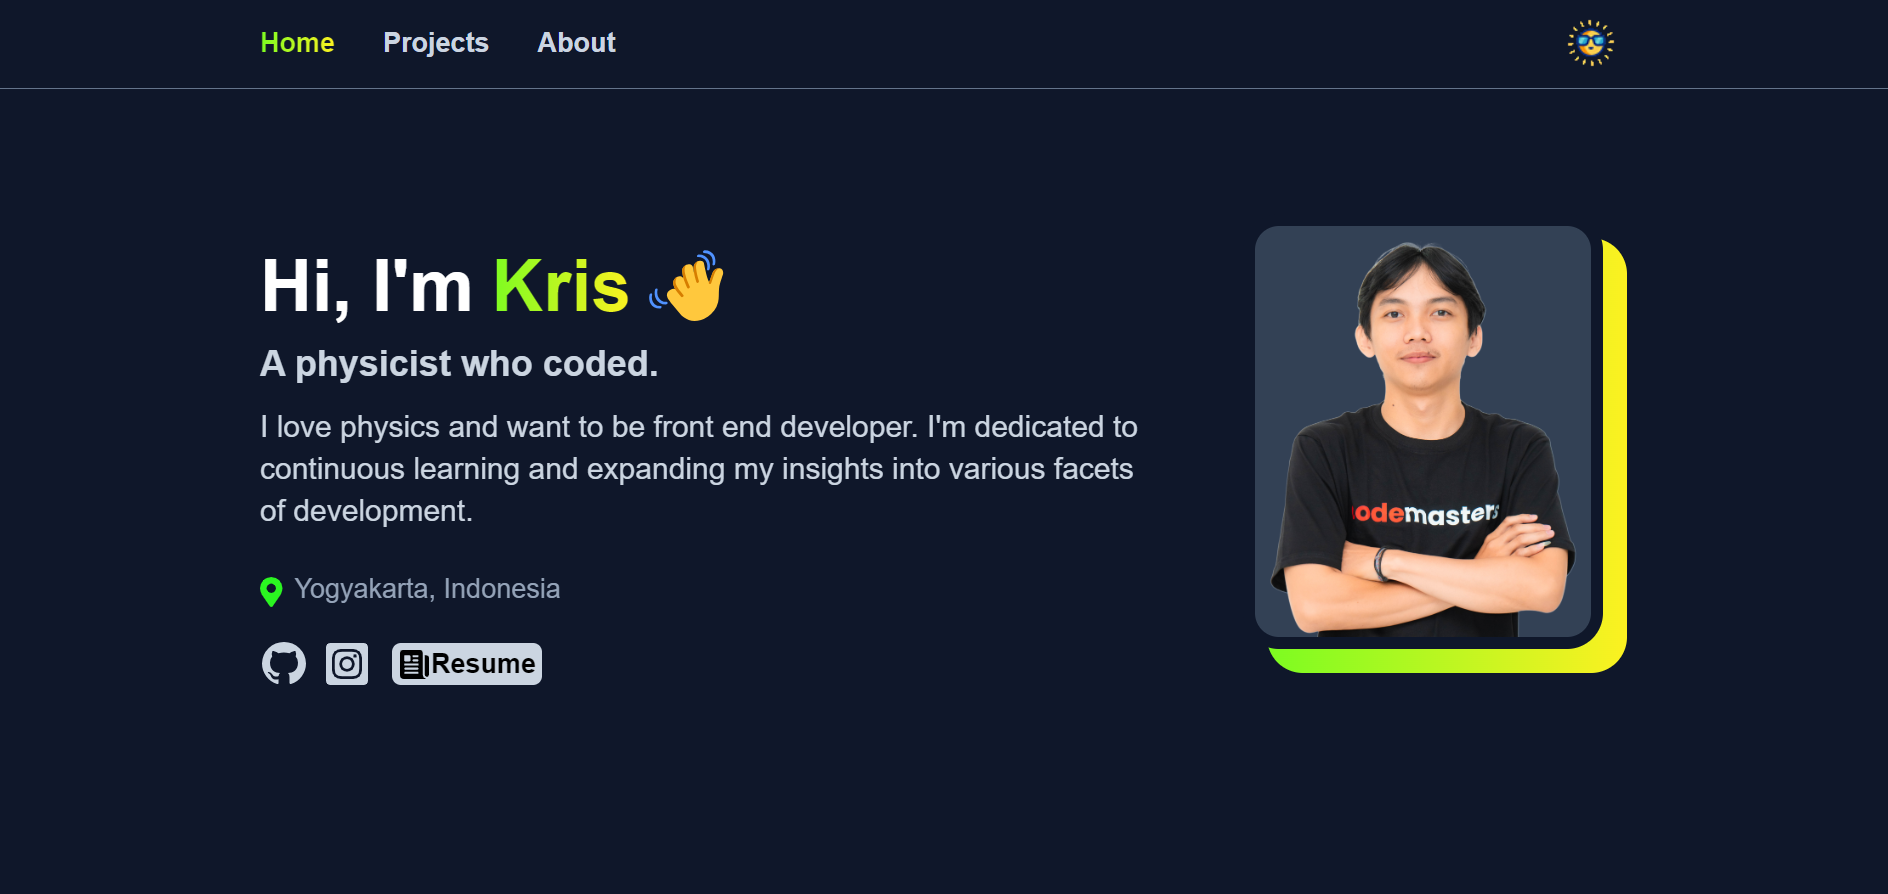 Home Projects About
Hi, I'm Kris
A physicist who coded.
I love physics and want to be front end developer. I'm dedicated to
continuous learning and expanding my insights into various facets
of development.
Yogyakarta, Indonesia
Resume